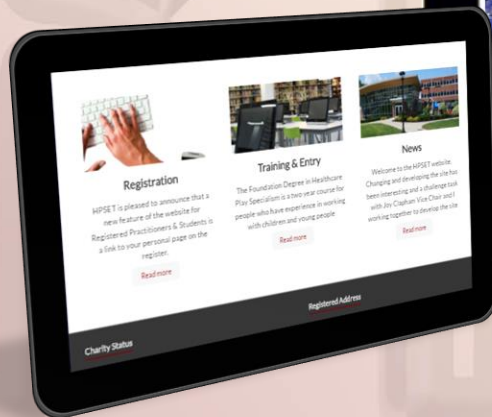 Registration
HPSET is pleased to announce that a
new feature of the website for
Registered Practitioners & Students is
a link to your personal page on the
register.
Read more
Training & Entry
The Foundation Degree in Healthcare
Play Specialism is a two year course for
people who have experience in working
with children and young people
Read more
News
Welcome to the HPSET website.
Changing and developing the site has
been interesting and a challenge task
with Joy Clapham Vice Chair and I
working together to develop the site
Read more
Charity Status
Registered Address